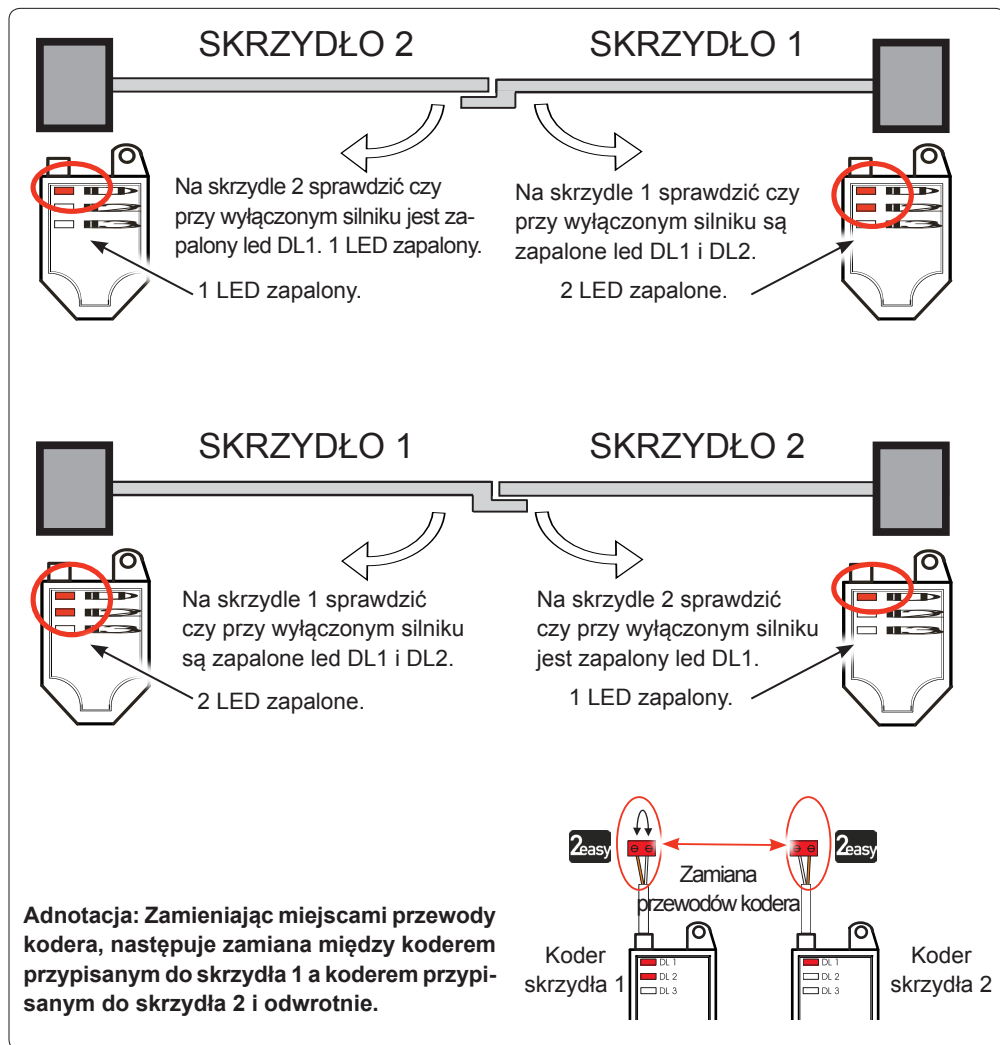 SKRZYDŁO 2
SKRZYDŁO 1
Na skrzydle 2 sprawdzić czy
przy wyłączonym silniku jest za-
palony led DL1. 1 LED zapalony.
1 LED zapalony.
Na skrzydle 1 sprawdzić czy
przy wyłączonym silniku są
zapalone led DL1 i DL2.
2 LED zapalone.
SKRZYDŁO 1
SKRZYDŁO 2
Na skrzydle 1 sprawdzić
czy przy wyłączonym silniku
są zapalone led DL1 i DL2.
2 LED zapalone.
Na skrzydle 2 sprawdzić
czy przy wyłączonym silniku
jest zapalony led DL1.
1 LED zapalony.
2easy
2easy
Zamiana
przewodów kodera
Adnotacja: Zamieniając miejscami przewody
kodera, następuje zamiana między koderem
przypisanym do skrzydła 1 a koderem przypi-
sanym do skrzydła 2 i odwrotnie.
Koder
skrzydła 1
DL 1
DL 2
DL 3
DL 1
DL 2
DL 3
Koder
skrzydła 2